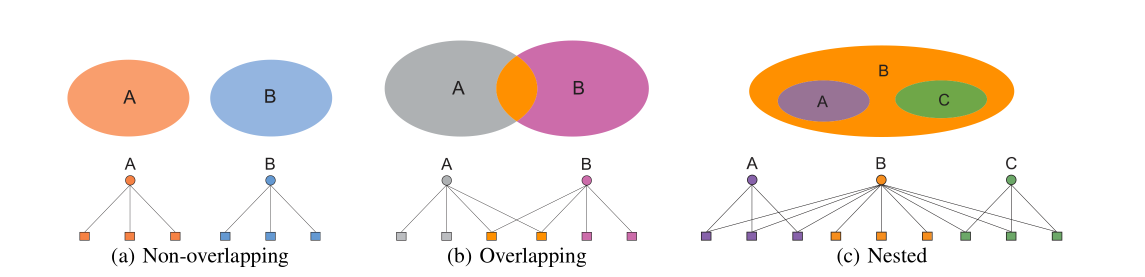 A B
A B
B
A C
A B
A B
A B C
(a) Non-overlapping
(b) Overlapping
(c) Nested